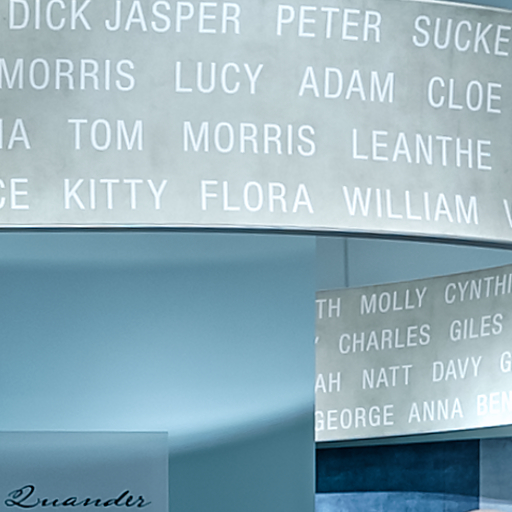 DICK JASPER PETER
MORRIS LUCY ADAM CLOE
TOM MORRIS LEANTHE
KITTY FLORA WILLIAM
MOLLY
CHARLES GILES
NATT DAVY
GEORGE ANNA
Quander